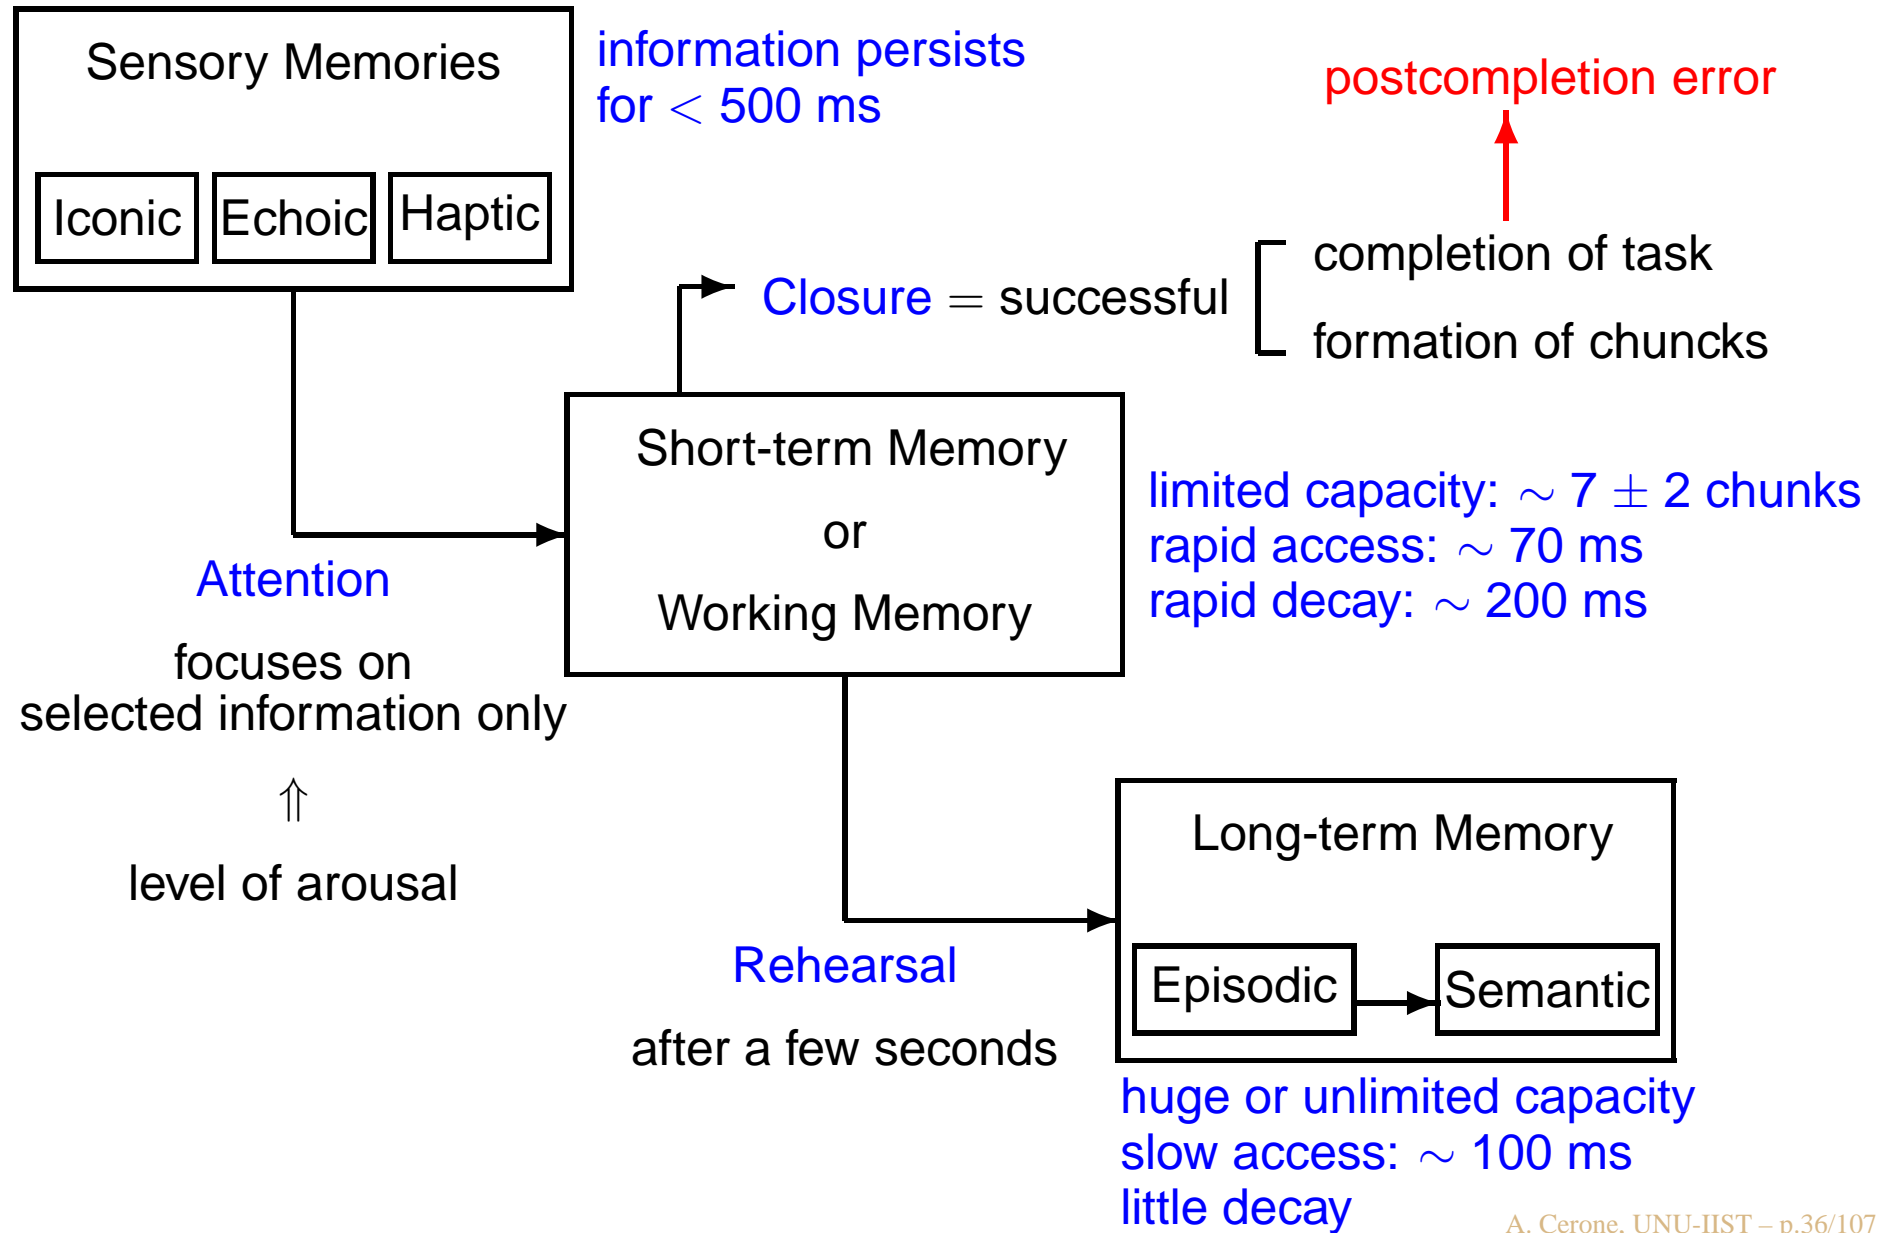 Sensory Memories
Iconic
Echoic
Haptic
information persists
for < 500 ms
postcompletion error
Closure = successful
completion of task
formation of chuncks
Short-term Memory
or
Working Memory
limited capacity: ∼ 7 ± 2 chunks
rapid access: ∼ 70 ms
rapid decay: ∼ 200 ms
Attention
focuses on
selected information only
⇑
level of arousal
Rehearsal
after a few seconds
Long-term Memory
Episodic
Semantic
huge or unlimited capacity
slow access: ∼ 100 ms
little decay
A. Cerone, UNU-IIST – p.36/107